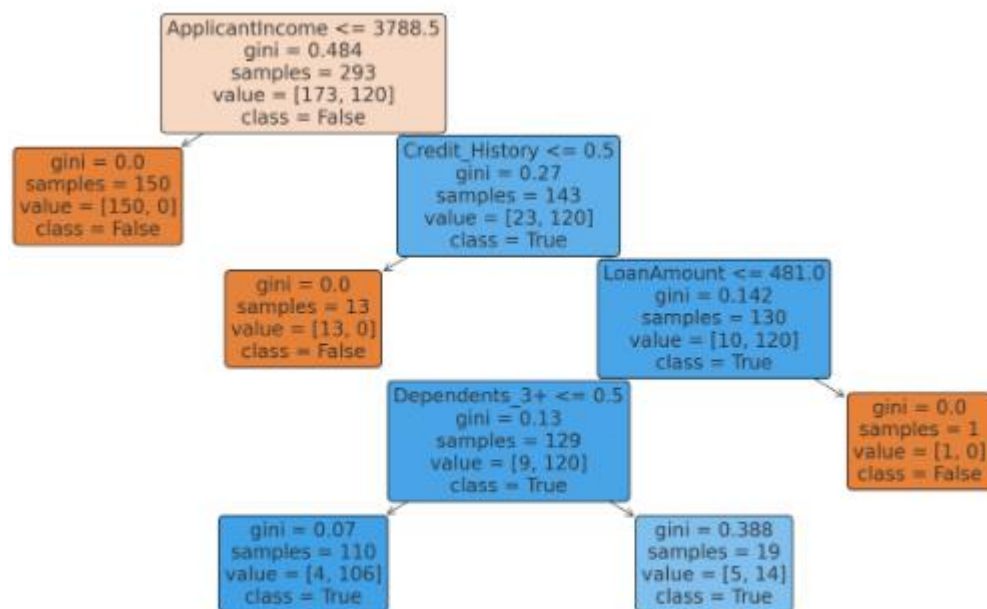 ApplicantIncome <= 3788.5
gini = 0.484
samples = 293
value = [173, 120]
class = False
gini = 0.0
samples = 150
value = [150, 0]
class = False
Credit_History <= 0.5
gini = 0.27
samples = 143
value = [23, 120]
class = True
gini = 0.0
samples = 13
value = [13, 0]
class = False
LoanAmount <= 481.0
gini = 0.142
samples = 130
value = [10, 120]
class = True
Dependents_3+ <= 0.5
gini = 0.13
samples = 129
value = [9, 120]
class = True
gini = 0.0
samples = 1
value = [1, 0]
class = False
gini = 0.07
samples = 110
value = [4, 106]
class = True
gini = 0.388
samples = 19
value = [5, 14]
class = True